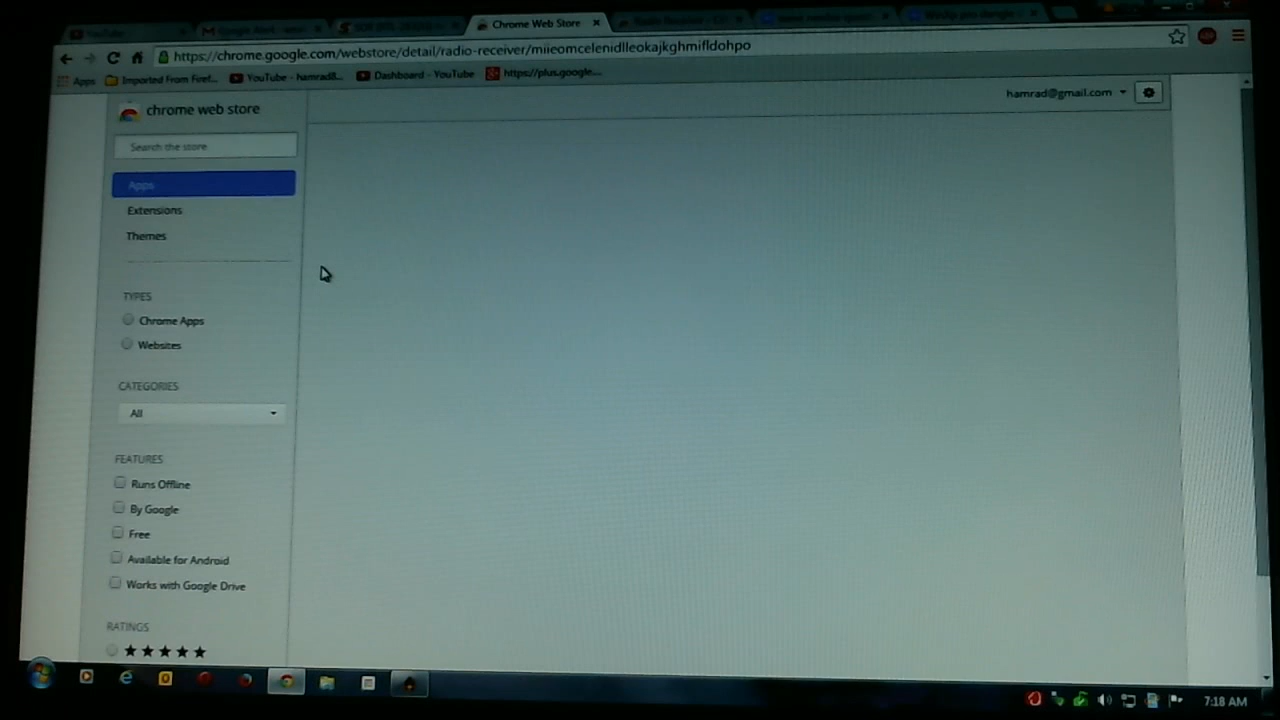 YouTube
Chrome Web Store
https://chrome.google.com/webstore/detail/radio-receiver/miieomcelenidlleokajkghmifldohpo
Apps
Imported From Firef...
YouTube - hamrad8...
Dashboard - YouTube
https://plus.google....
chrome web store
hamrad@gmail.com
Search the store
Apps
Extensions
Themes
TYPES
Chrome Apps
Websites
CATEGORIES
All
FEATURES
Runs Offline
By Google
Free
Available for Android
Works with Google Drive
RATINGS
7:18 AM